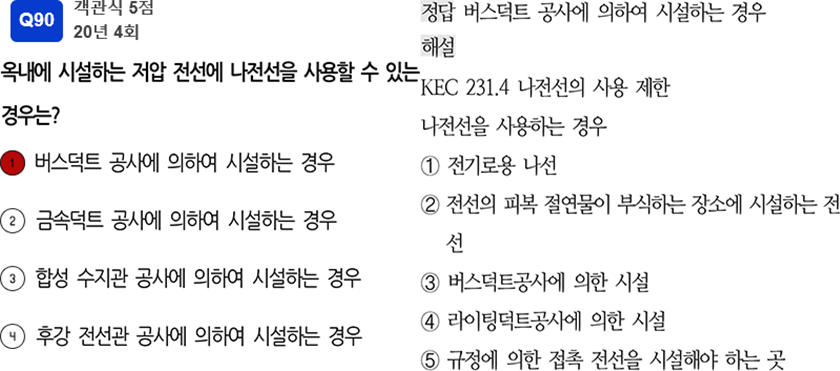 Q90
객관식 5점
20년 4회
옥내에 시설하는 저압 전선에 나전선을 사용할 수 있는
경우는?
① 버스덕트 공사에 의하여 시설하는 경우
② 금속덕트 공사에 의하여 시설하는 경우
③ 합성 수지관 공사에 의하여 시설하는 경우
④ 후강 전선관 공사에 의하여 시설하는 경우
정답 버스덕트 공사에 의하여 시설하는 경우
해설
KEC 231.4 나전선의 사용 제한
나전선을 사용하는 경우
① 전기로용 나선
② 전선의 피복 절연물이 부식하는 장소에 시설하는 전
선
③ 버스덕트공사에 의한 시설
④ 라이팅덕트공사에 의한 시설
⑤ 규정에 의한 접촉 전선을 시설해야 하는 곳